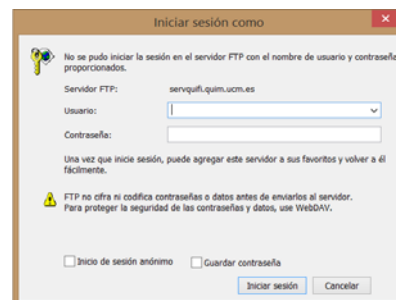 Iniciar sesión como
No se pudo iniciar la sesión en el servidor FTP con el nombre de usuario y contraseña
proporcionados.
Servidor FTP: servquifi.quim.ucm.es
Usuario:
Contraseña:
Una vez que inicie sesión, puede agregar este servidor a sus favoritos y volver a él
fácilmente.
FTP no cifra ni codifica contraseñas o datos antes de enviarlos al servidor.
Para proteger la seguridad de las contraseñas y datos, use WebDAV.
Inicio de sesión anónimo Guardar contraseña
Iniciar sesión Cancelar